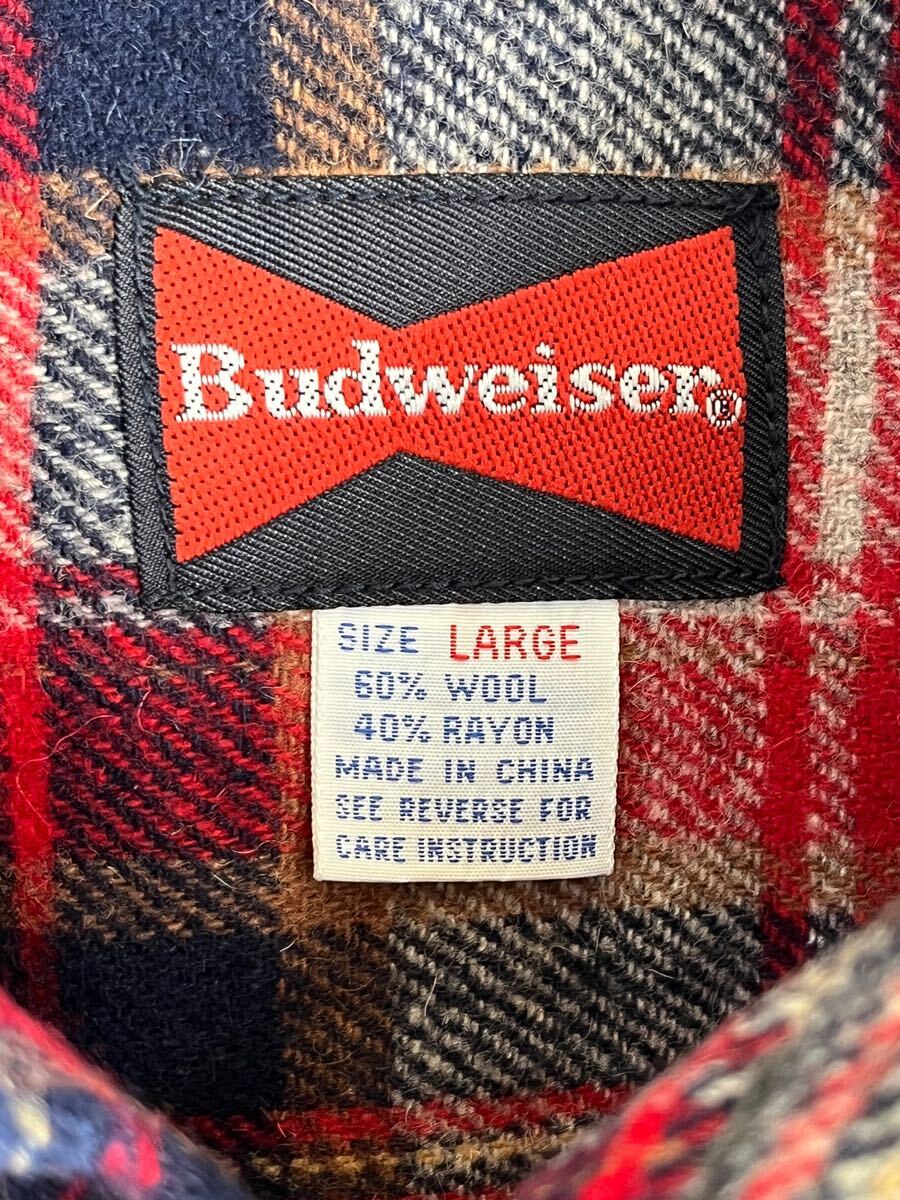 Budweiser®
SIZE LARGE
60% WOOL
40% RAYON
MADE IN CHINA
SEE REVERSE FOR
CARE INSTRUCTION